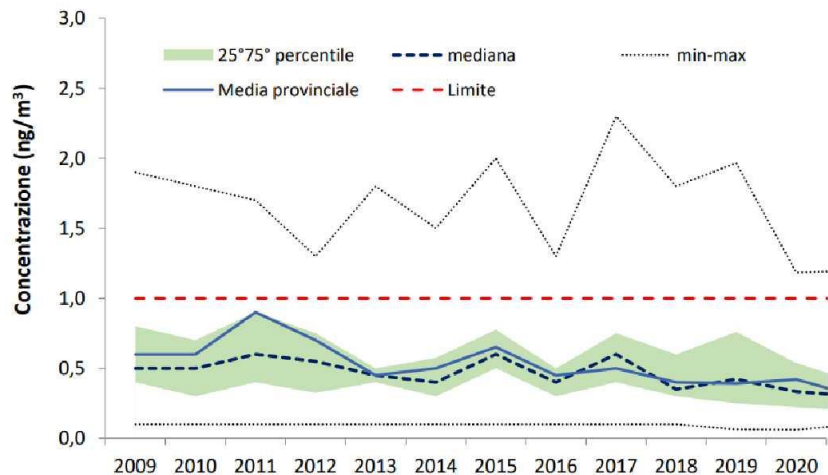 3,0
25°75° percentile mediana min-max
Media provinciale Limite
2,5
2,0
1,5
1,0
0,5
0,0
Concentrazione (ng/m³)
2009 2010 2011 2012 2013 2014 2015 2016 2017 2018 2019 2020